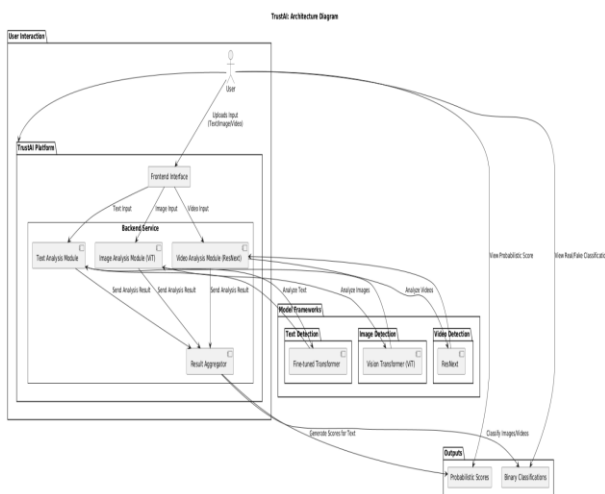 TrustAI: Architecture Diagram
User Interaction
User
Uploads Input
(Text/Image/Video)
TrustAI Platform
Frontend Interface
Text Input
Image Input
Video Input
Backend Service
Text Analysis Module
Image Analysis Module (ViT)
Video Analysis Module (ResNext)
Send Analysis Result
Send Analysis Result
Send Analysis Result
Analyze Text
Analyze Images
Analyze Videos
View Probabilistic Score
View Real/Fake Classificatio
Model Frameworks
Text Detection
Image Detection
Video Detection
Fine-tuned Transformer
Vision Transformer (ViT)
ResNext
Result Aggregator
Generate Scores for Text
Classify Images/Videos
Outputs
Probabilistic Scores
Binary Classifications